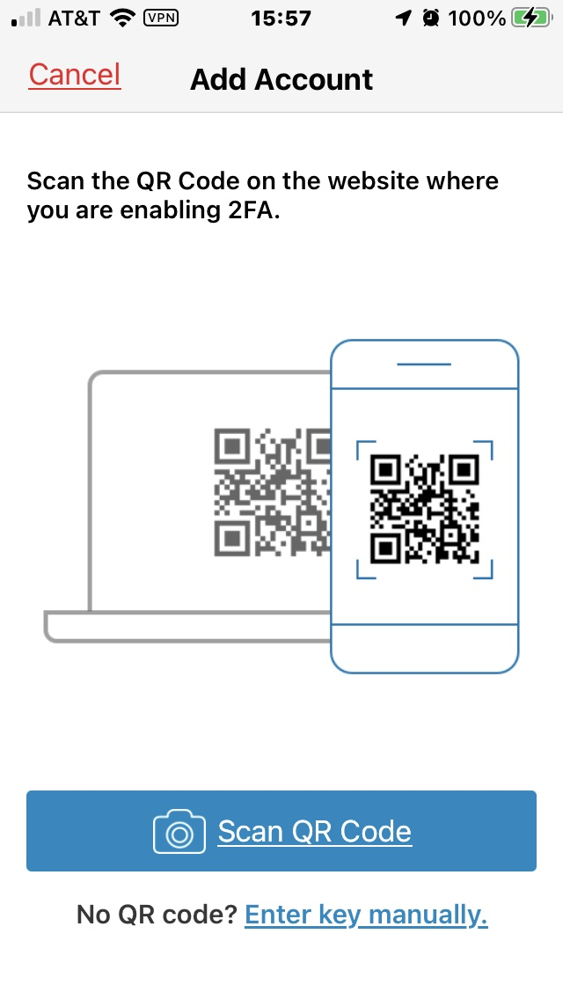 AT&T VPN 15:57 100%
Cancel Add Account
Scan the QR Code on the website where
you are enabling 2FA.
Scan QR Code
No QR code? Enter key manually.